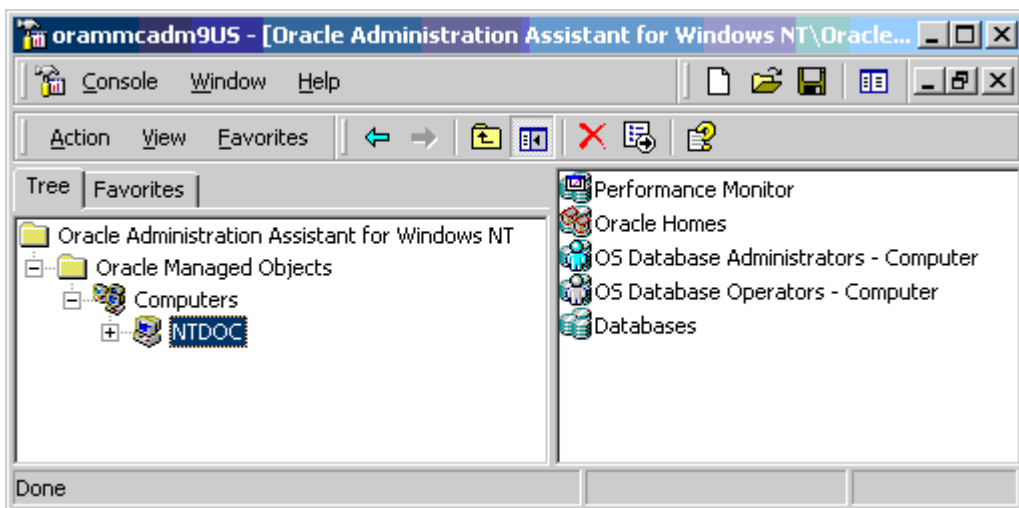 orammcadm9US - [Oracle Administration Assistant for Windows NT\Oracle...
Console Window Help
Action View Favorites
Tree Favorites
Oracle Administration Assistant for Windows NT
Oracle Managed Objects
Computers
NTDOC
Performance Monitor
Oracle Homes
OS Database Administrators - Computer
OS Database Operators - Computer
Databases
Done